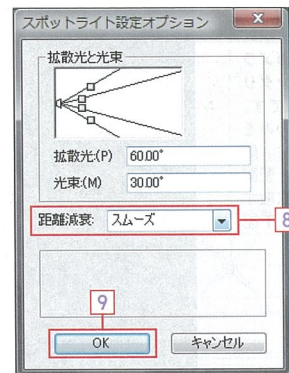 スポットライト設定オプション
拡散光と光束
拡散光:(P) 60.00°
光束:(M) 30.00°
距離減衰: スムーズ
8
9
OK キャンセル